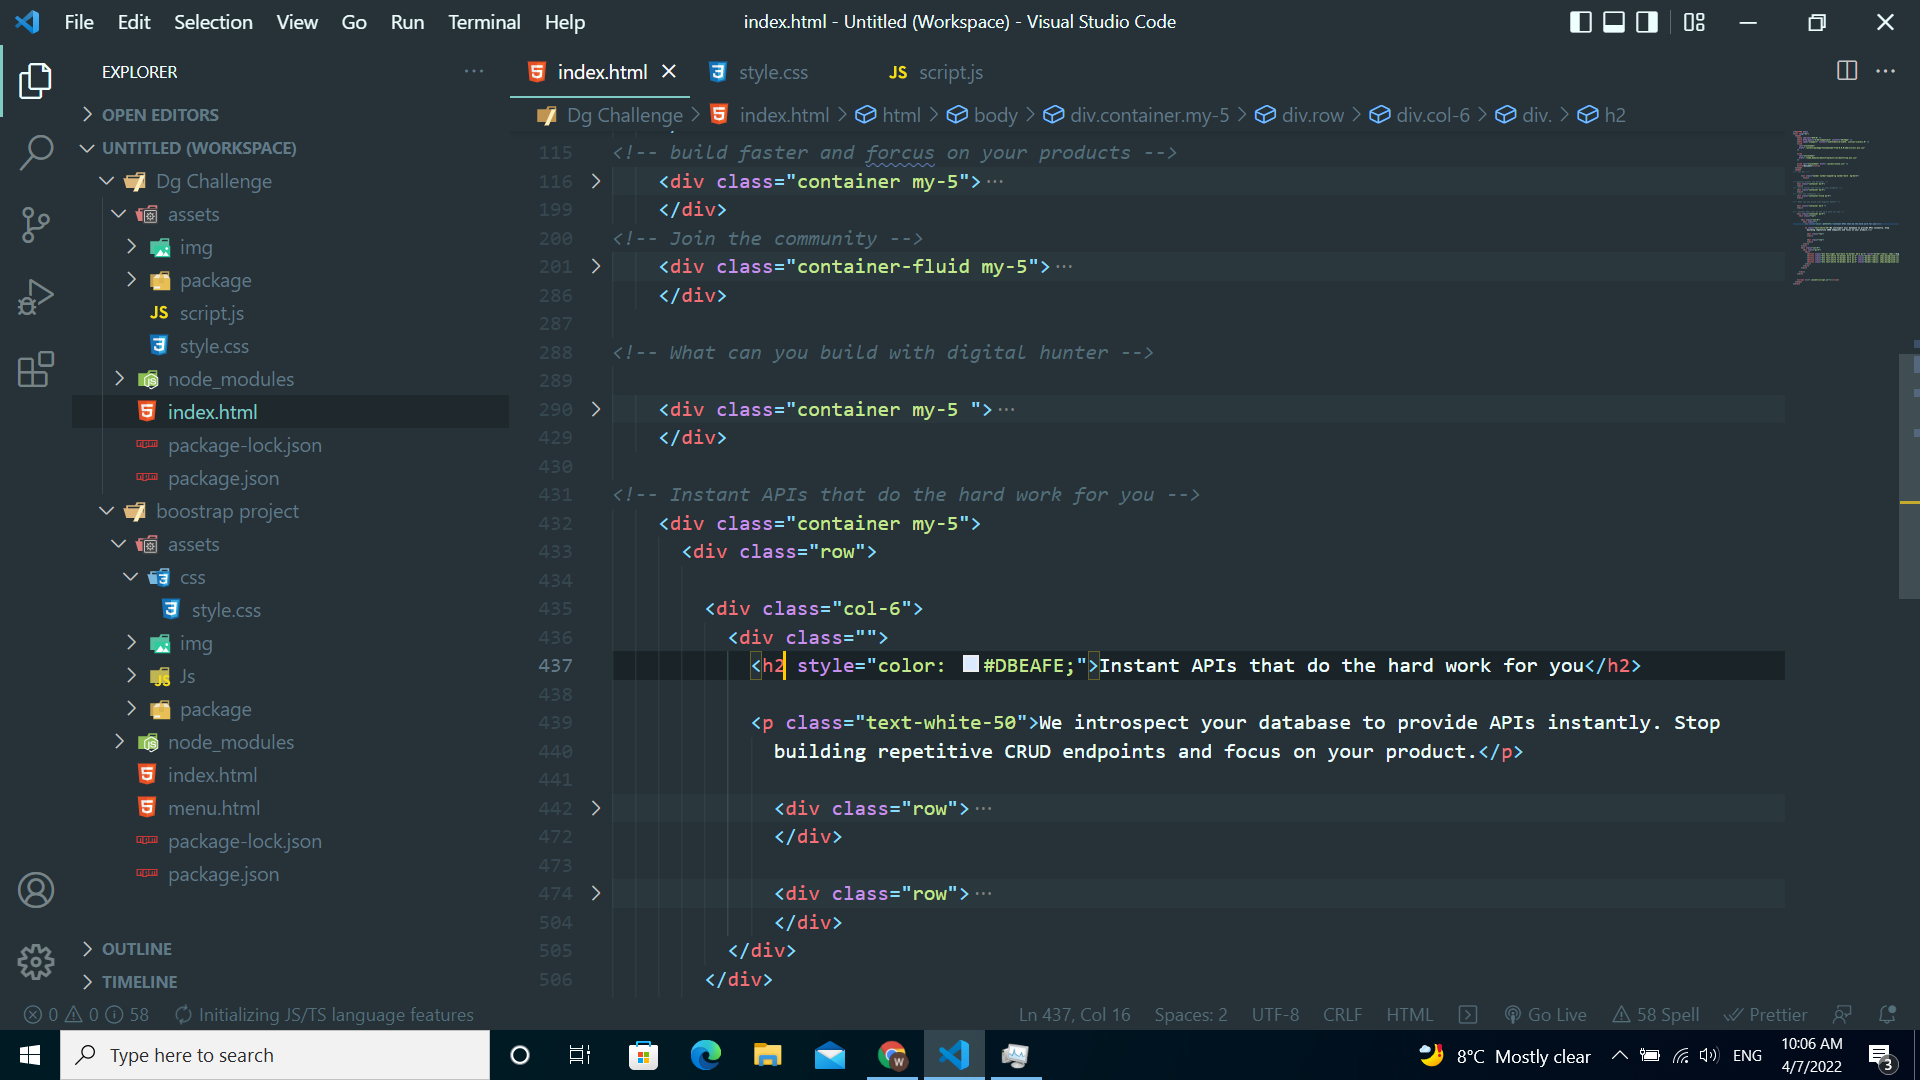 File Edit Selection View Go Run Terminal Help
index.html - Untitled (Workspace) - Visual Studio Code
EXPLORER
OPEN EDITORS
UNTITLED (WORKSPACE)
Dg Challenge
assets
img
package
JS script.js
style.css
node_modules
index.html
package-lock.json
package.json
boostrap project
assets
css
style.css
img
Js
package
node_modules
index.html
menu.html
package-lock.json
package.json
OUTLINE
TIMELINE
index.html style.css JS script.js
Dg Challenge > index.html > html > body > div.container.my-5 > div.row > div.col-6 > div. > h2
115 <!-- build faster and forcus on your products -->
116 <div class="container my-5">···
199 </div>
200 <!-- Join the community -->
201 <div class="container-fluid my-5">···
286 </div>
287
288 <!-- What can you build with digital hunter -->
289
290 <div class="container my-5 ">···
429 </div>
430
431 <!-- Instant APIs that do the hard work for you -->
432 <div class="container my-5">
433 <div class="row">
434
435 <div class="col-6">
436 <div class="">
437 <h2 style="color: #DBEAFE;">Instant APIs that do the hard work for you</h2>
438
439 <p class="text-white-50">We introspect your database to provide APIs instantly. Stop
440 building repetitive CRUD endpoints and focus on your product.</p>
441
442 <div class="row">···
472 </div>
473
474 <div class="row">···
504 </div>
505 </div>
506 </div>
0 0 58 Initializing JS/TS language features
Ln 437, Col 16 Spaces: 2 UTF-8 CRLF HTML Go Live 58 Spell Prettier
Type here to search
8°C Mostly clear ENG
10:06 AM
4/7/2022
3